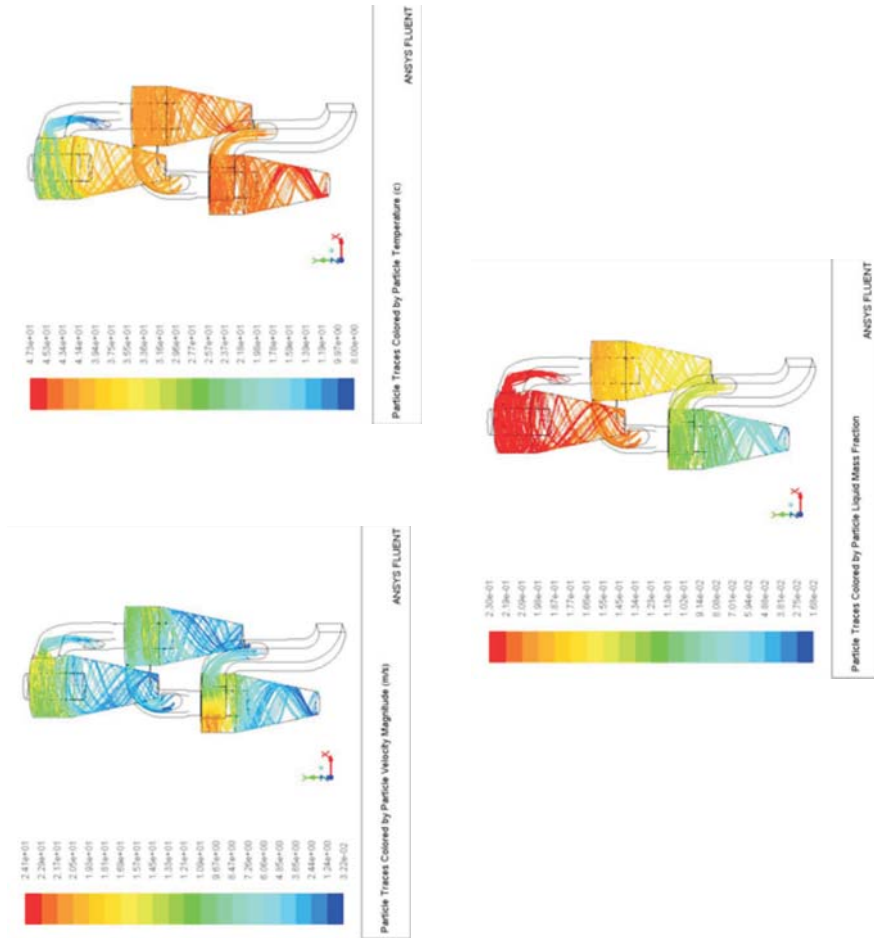 4.73e+01
4.53e+01
4.34e+01
4.14e+01
3.94e+01
3.75e+01
3.55e+01
3.36e+01
3.16e+01
2.96e+01
2.77e+01
2.57e+01
2.37e+01
2.18e+01
1.98e+01
1.78e+01
1.59e+01
1.39e+01
1.19e+01
9.97e+00
8.00e+00
Y
Z
X
Particle Traces Colored by Particle Temperature (c)
ANSYS FLUENT
2.41e+01
2.29e+01
2.17e+01
2.05e+01
1.93e+01
1.81e+01
1.69e+01
1.57e+01
1.45e+01
1.33e+01
1.21e+01
1.09e+01
9.67e+00
8.47e+00
7.26e+00
6.06e+00
4.85e+00
3.65e+00
2.44e+00
1.24e+00
3.22e-02
Y
Z
X
Particle Traces Colored by Particle Velocity Magnitude (m/s)
ANSYS FLUENT
2.30e-01
2.19e-01
2.09e-01
1.98e-01
1.87e-01
1.77e-01
1.66e-01
1.55e-01
1.45e-01
1.34e-01
1.23e-01
1.13e-01
1.02e-01
9.14e-02
8.08e-02
7.01e-02
5.94e-02
4.88e-02
3.81e-02
2.75e-02
1.68e-02
Y
Z
X
Particle Traces Colored by Particle Liquid Mass Fraction
ANSYS FLUENT